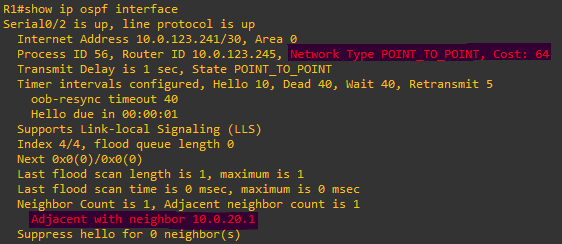 R1#show ip ospf interface
Serial0/2 is up, line protocol is up
Internet Address 10.0.123.241/30, Area 0
Process ID 56, Router ID 10.0.123.245, Network Type POINT_TO_POINT, Cost: 64
Transmit Delay is 1 sec, State POINT_TO_POINT
Timer intervals configured, Hello 10, Dead 40, Wait 40, Retransmit 5
oob-resync timeout 40
Hello due in 00:00:01
Supports Link-local Signaling (LLS)
Index 4/4, flood queue length 0
Next 0x0(0)/0x0(0)
Last flood scan length is 1, maximum is 1
Last flood scan time is 0 msec, maximum is 0 msec
Neighbor Count is 1, Adjacent neighbor count is 1
Adjacent with neighbor 10.0.20.1
Suppress hello for 0 neighbor(s)